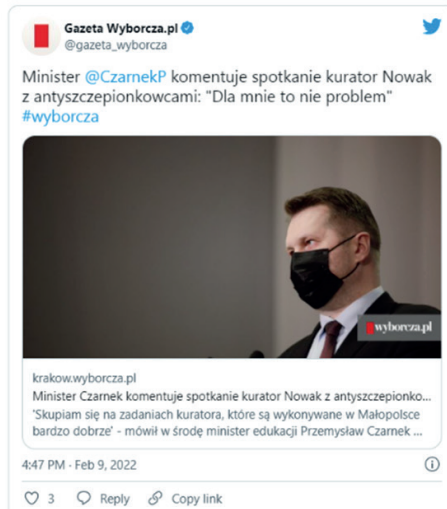 Gazeta Wyborcza.pl
@gazeta_wyborcza
Minister @CzarnekP komentuje spotkanie kurator Nowak
z antyszczepionkowcami: "Dla mnie to nie problem"
#wyborcza
wyborcza.pl
krakow.wyborcza.pl
Minister Czarnek komentuje spotkanie kurator Nowak z antyszczepionko...
'Skupiam się na zadaniach kuratora, które są wykonywane w Małopolsce
bardzo dobrze' - mówił w środę minister edukacji Przemysław Czarnek ...
4:47 PM · Feb 9, 2022
3 Reply Copy link